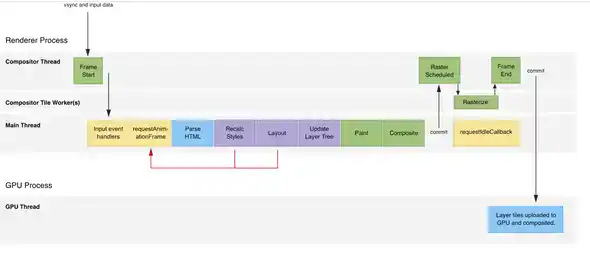 vsync and input data
Renderer Process
Compositor Thread
Frame
Start
Raster
Scheduled
Frame
End
commit
Compositor Tile Worker(s)
Rasterize
Main Thread
Input event
handlers
requestAnim-
ationFrame
Parse
HTML
Recalc
Styles
Layout
Update
Layer Tree
Paint
Composite
commit
requestIdleCallback
GPU Process
GPU Thread
Layer tiles uploaded to
GPU and composited.